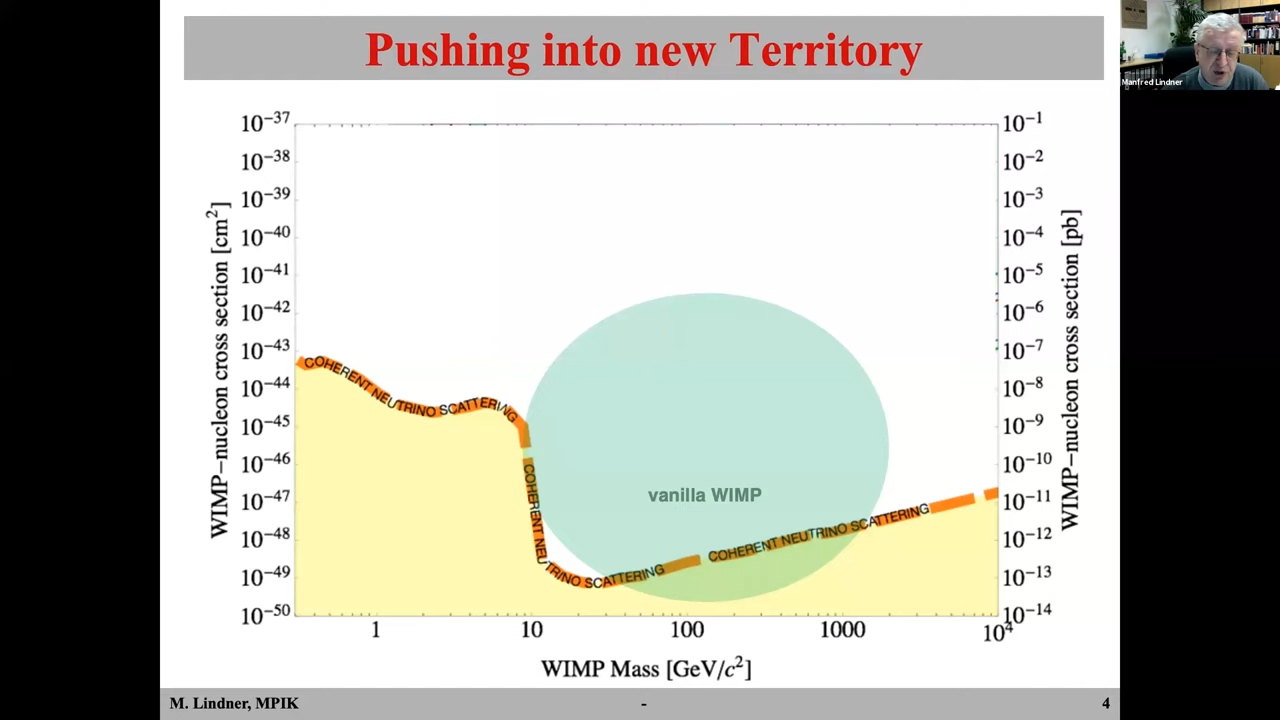 Pushing into new Territory
Manfred Lindner
10−37
10−38
10−39
10−40
10−41
10−42
10−43
10−44
10−45
10−46
10−47
10−48
10−49
10−50
WIMP−nucleon cross section [cm2]
10−1
10−2
10−3
10−4
10−5
10−6
10−7
10−8
10−9
10−10
10−11
10−12
10−13
10−14
WIMP−nucleon cross section [pb]
COHERENT NEUTRINO SCATTERING
COHERENT NEUTRINO SCATTERING
COHERENT NEUTRINO SCATTERING
vanilla WIMP
1 10 100 1000 104
WIMP Mass [GeV/c2]
M. Lindner, MPIK - 4